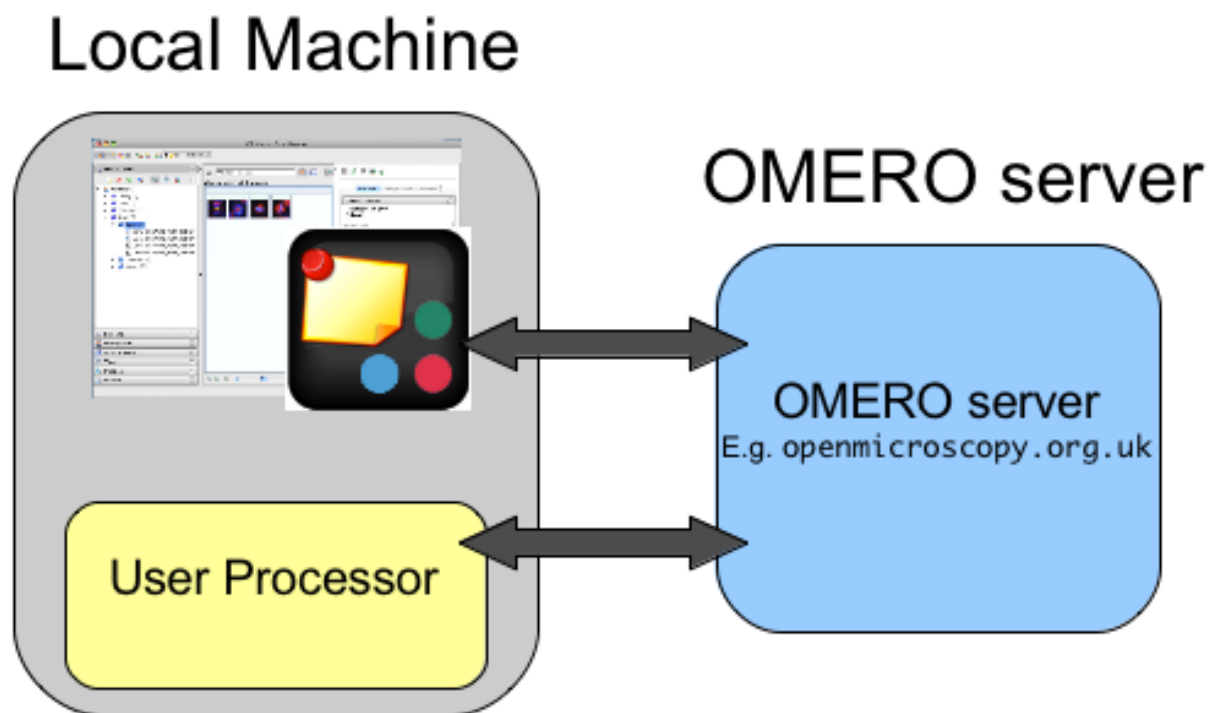 Local Machine
OMERO server
OMERO server
E.g. openmicroscopy.org.uk
User Processor